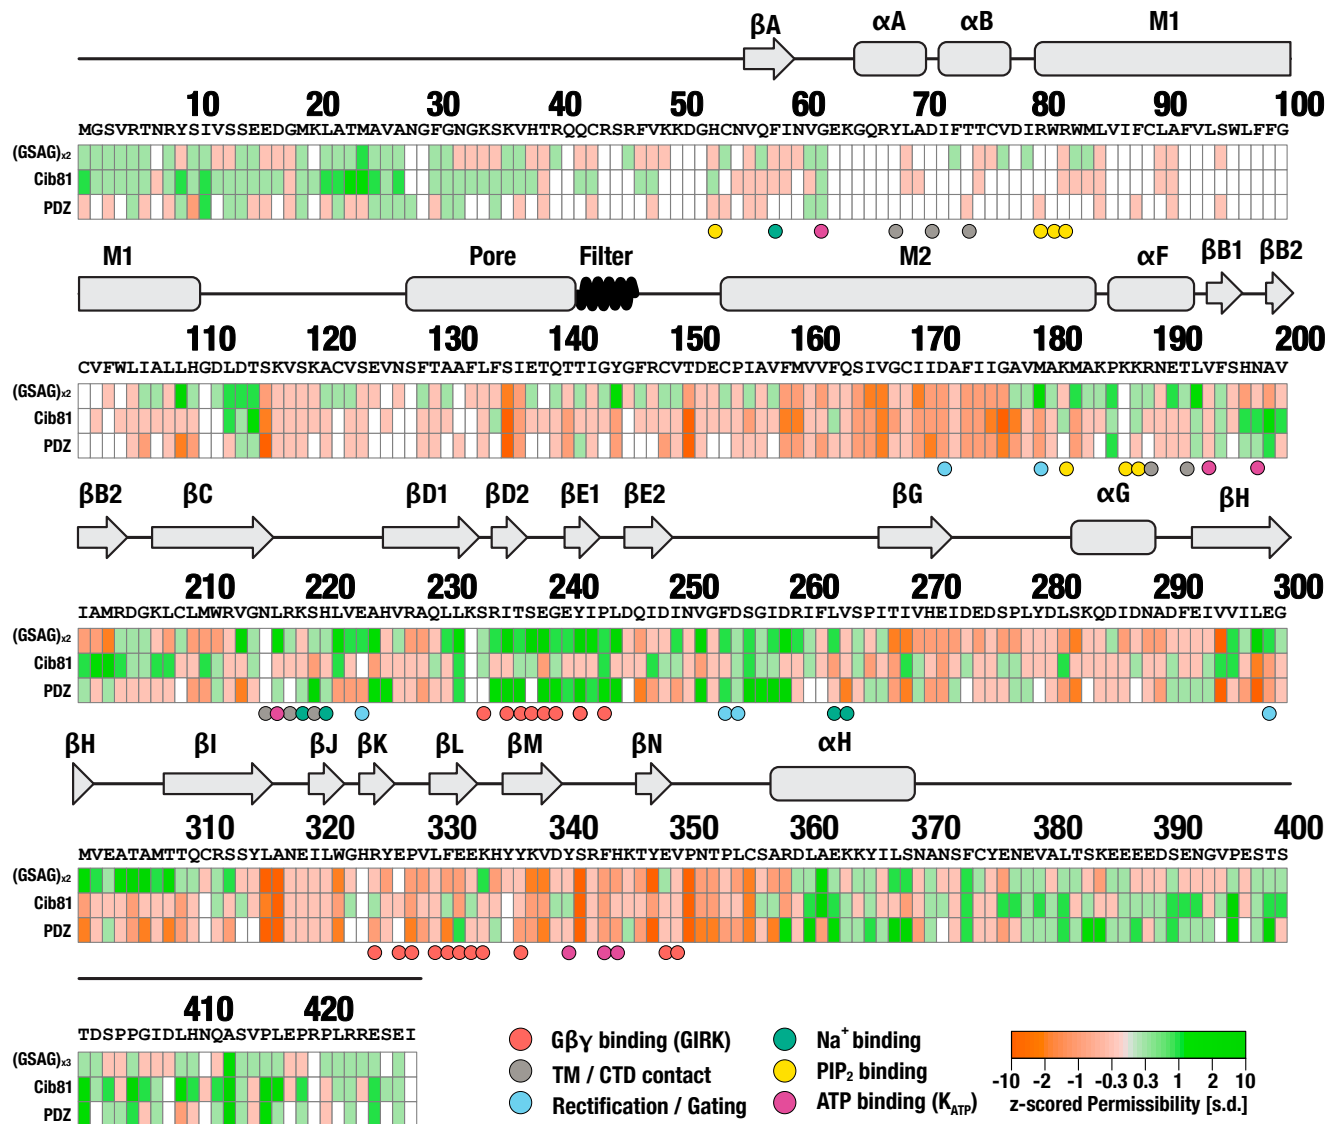 βA αA αB M1
10 20 30 40 50 60 70 80 90 100
MGSVRTNRYSIVSSEEDGMKLATMAVANGFGNGKSKVHTRQQCRSRFVKKDGHCNVQFINVGEKGQRYLADIFTTCVDIRWRWMLVIFCLAFVLSWLFFG
(GSAG)x2
Cib81
PDZ
M1 Pore Filter M2 αF βB1 βB2
110 120 130 140 150 160 170 180 190 200
CVFWLIALLHGDLDTSKVSKACVSEVNSFTAAFLFSIETQTTIGYGFRCVTDECPIAVFMVVFQSIVGCIIDAFIIGAVMAKMAKPKKRNETLVFSHNAV
(GSAG)x2
Cib81
PDZ
βB2 βC βD1 βD2 βE1 βE2 βG αG βH
210 220 230 240 250 260 270 280 290 300
IAMRDGKLCLMWRVGNLRKSHLVEAHVRAQLLKSRITSEGEYIPLDQIDINVGFDSGIDRIFLVSPITIVHEIDEDSPLYDLSKQDIDNADFEIVVILEG
(GSAG)x2
Cib81
PDZ
βH βI βJ βK βL βM βN αH
310 320 330 340 350 360 370 380 390 400
MVEATAMTTQCRSSYLANEILWGHRYEPVLFEEKHYYKVDYSRFHKTYEVPNTPLCSARDLAEKKYILSNANSFCYENEVALTSKEEEEDSENGVPESTS
(GSAG)x2
Cib81
PDZ
410 420
TDSPPGIDLHNQASVPLEPRPLRRESEI
(GSAG)x3
Cib81
PDZ
Gβγ binding (GIRK)
TM / CTD contact
Rectification / Gating
Na+ binding
PIP2 binding
ATP binding (KATP)
-10 -2 -1 -0.3 0.3 1 2 10
z-scored Permissibility [s.d.]